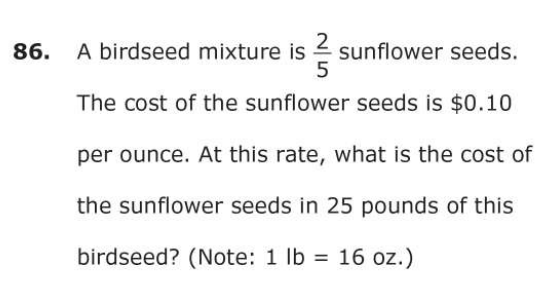 86. A birdseed mixture is 2/5 sunflower seeds.
The cost of the sunflower seeds is $0.10
per ounce. At this rate, what is the cost of
the sunflower seeds in 25 pounds of this
birdseed? (Note: 1 lb = 16 oz.)